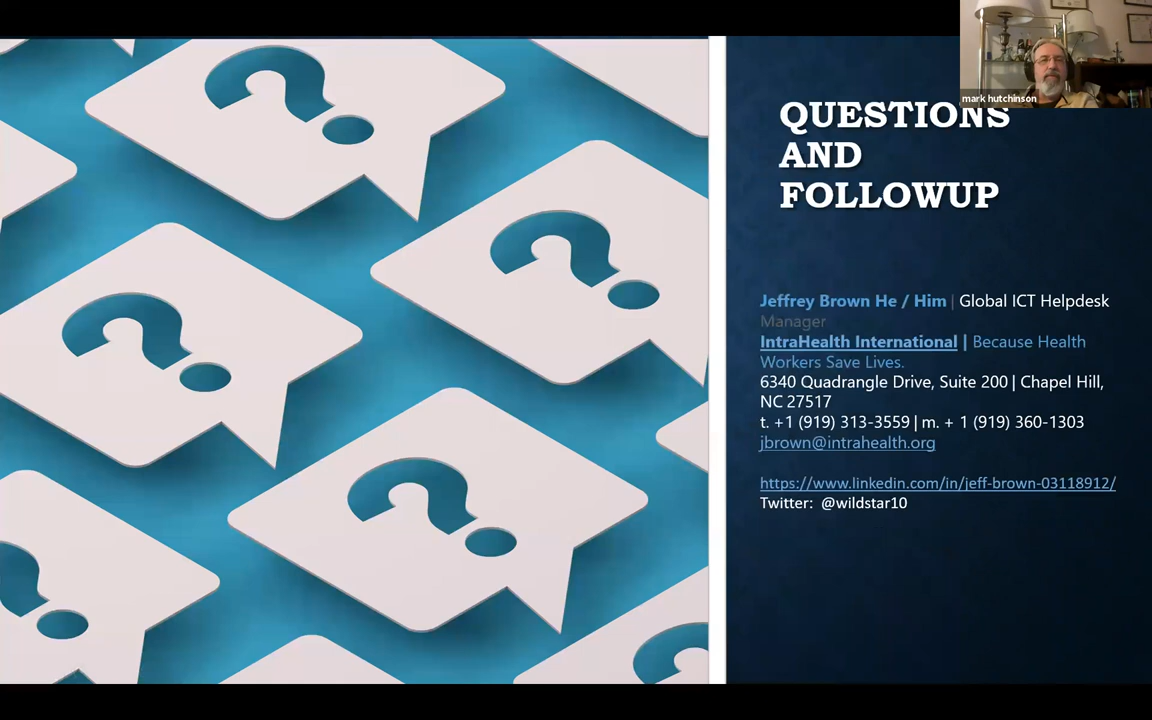 mark hutchinson
QUESTIONS
AND
FOLLOWUP
Jeffrey Brown He / Him | Global ICT Helpdesk
Manager
IntraHealth International | Because Health
Workers Save Lives.
6340 Quadrangle Drive, Suite 200 | Chapel Hill,
NC 27517
t. +1 (919) 313-3559 | m. + 1 (919) 360-1303
jbrown@intrahealth.org
https://www.linkedin.com/in/jeff-brown-03118912/
Twitter: @wildstar10